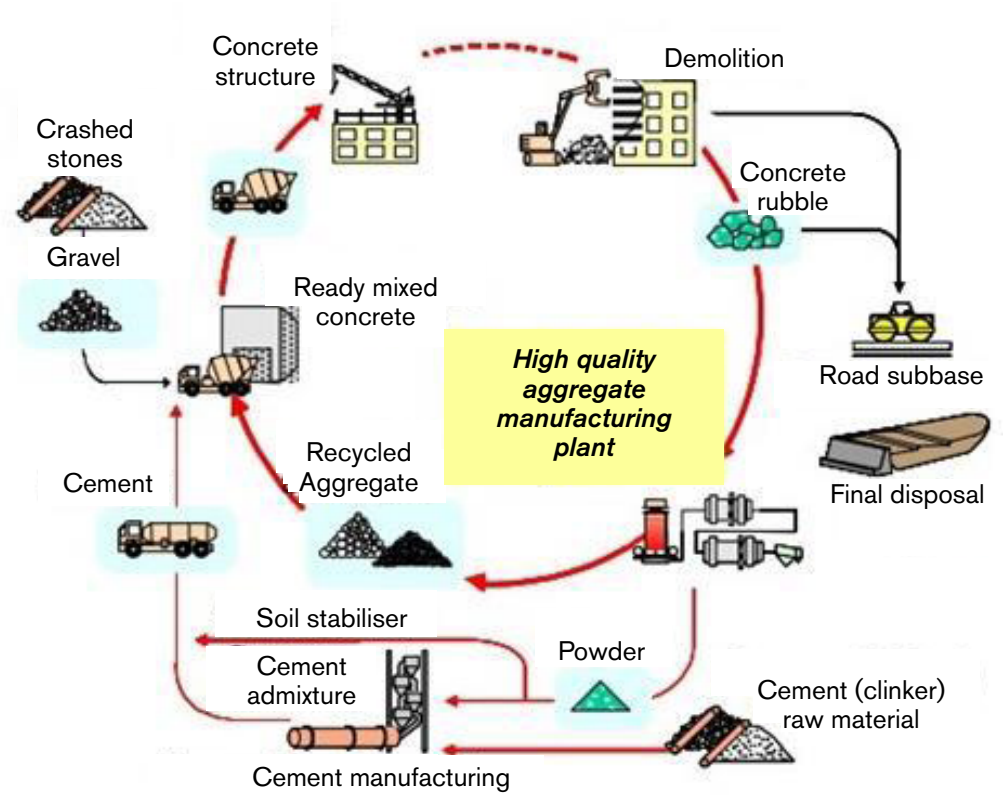 Concrete
structure
Demolition
Crashed
stones
Concrete
rubble
Gravel
Ready mixed
concrete
High quality
aggregate
manufacturing
plant
Road subbase
Recycled
Aggregate
Cement
Final disposal
Soil stabiliser
Powder
Cement
admixture
Cement (clinker)
raw material
Cement manufacturing